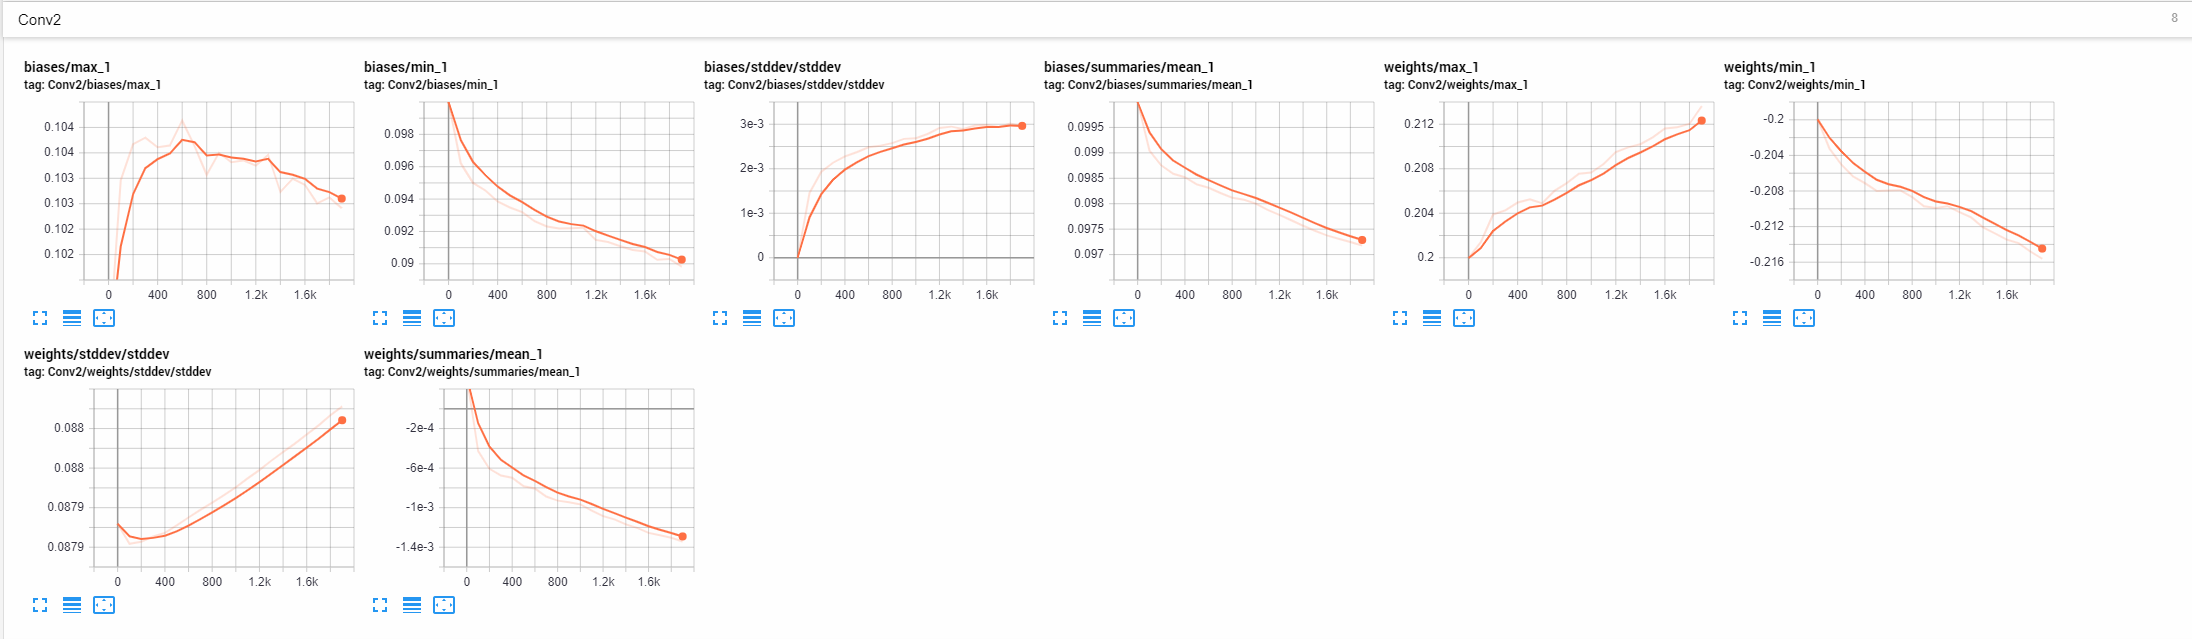 Conv2
8
biases/max_1
tag: Conv2/biases/max_1
0.104
0.104
0.103
0.103
0.102
0.102
0 400 800 1.2k 1.6k
biases/min_1
tag: Conv2/biases/min_1
0.098
0.096
0.094
0.092
0.09
0 400 800 1.2k 1.6k
biases/stddev/stddev
tag: Conv2/biases/stddev/stddev
3e-3
2e-3
1e-3
0
0 400 800 1.2k 1.6k
biases/summaries/mean_1
tag: Conv2/biases/summaries/mean_1
0.0995
0.099
0.0985
0.098
0.0975
0.097
0 400 800 1.2k 1.6k
weights/max_1
tag: Conv2/weights/max_1
0.212
0.208
0.204
0.2
0 400 800 1.2k 1.6k
weights/min_1
tag: Conv2/weights/min_1
-0.2
-0.204
-0.208
-0.212
-0.216
0 400 800 1.2k 1.6k
weights/stddev/stddev
tag: Conv2/weights/stddev/stddev
0.088
0.088
0.0879
0.0879
0 400 800 1.2k 1.6k
weights/summaries/mean_1
tag: Conv2/weights/summaries/mean_1
-2e-4
-6e-4
-1e-3
-1.4e-3
0 400 800 1.2k 1.6k